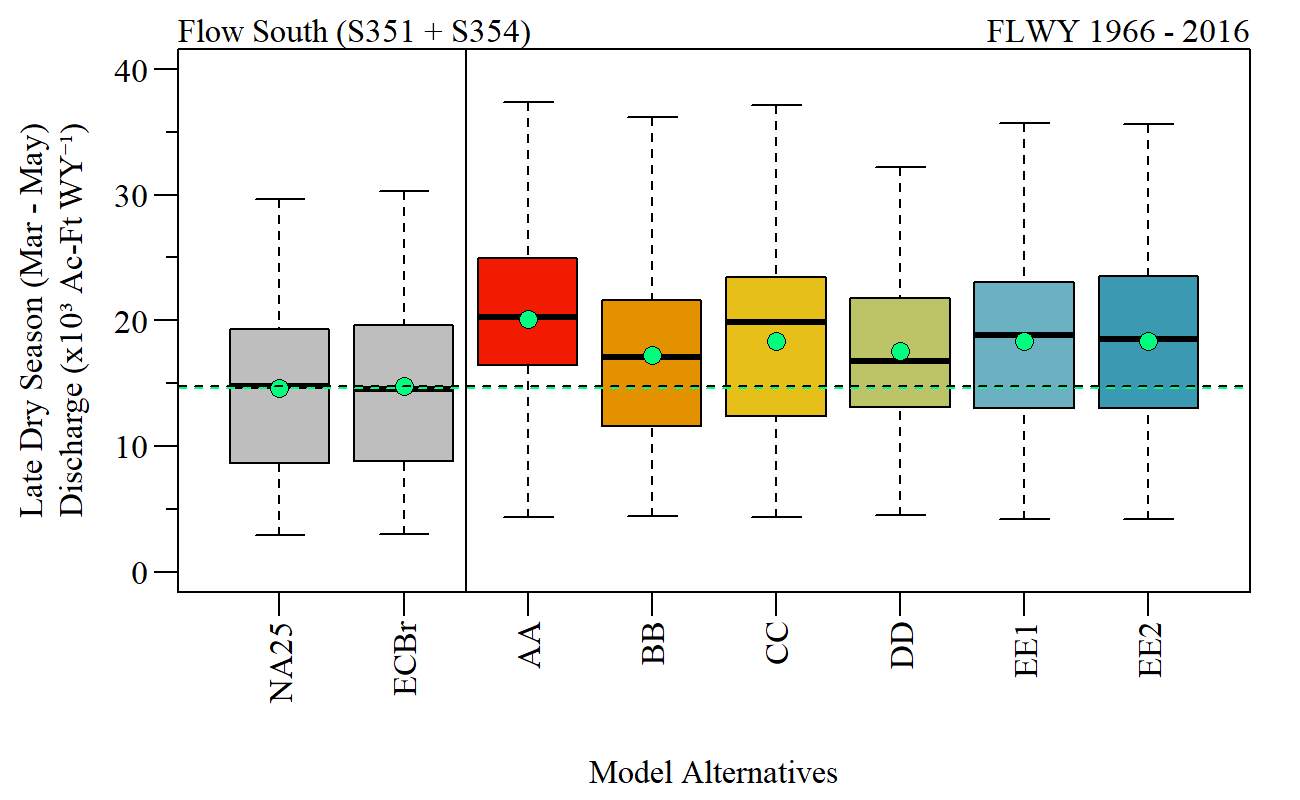 Flow South (S351 + S354)
FLWY 1966 - 2016
Late Dry Season (Mar - May)
Discharge (x10³ Ac-Ft WY⁻¹)
40
30
20
10
0
NA25
ECBr
AA
BB
CC
DD
EE1
EE2
Model Alternatives